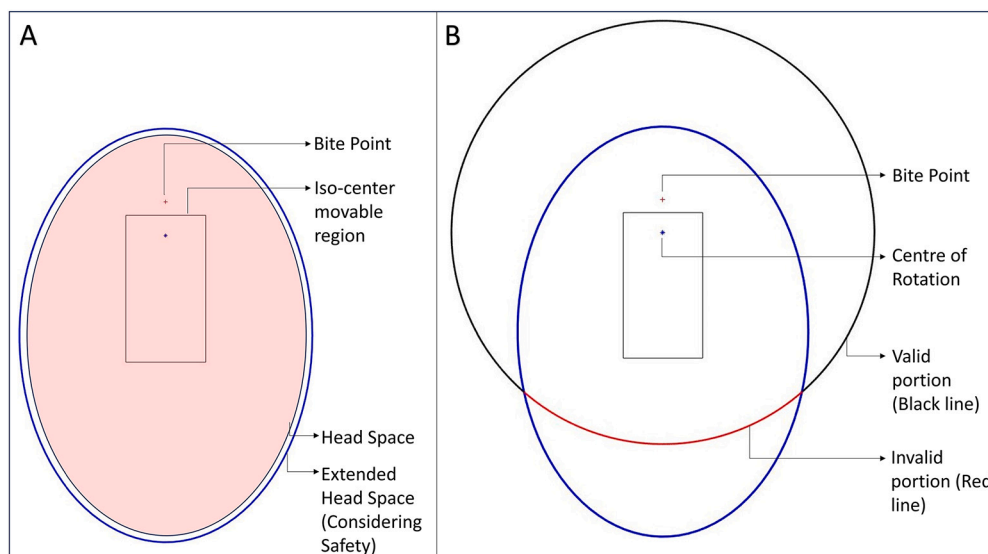 A
Bite Point
Iso-center
movable
region
Head Space
Extended
Head Space
(Considering
Safety)
B
Bite Point
Centre of
Rotation
Valid
portion
(Black line)
Invalid
portion (Red
line)